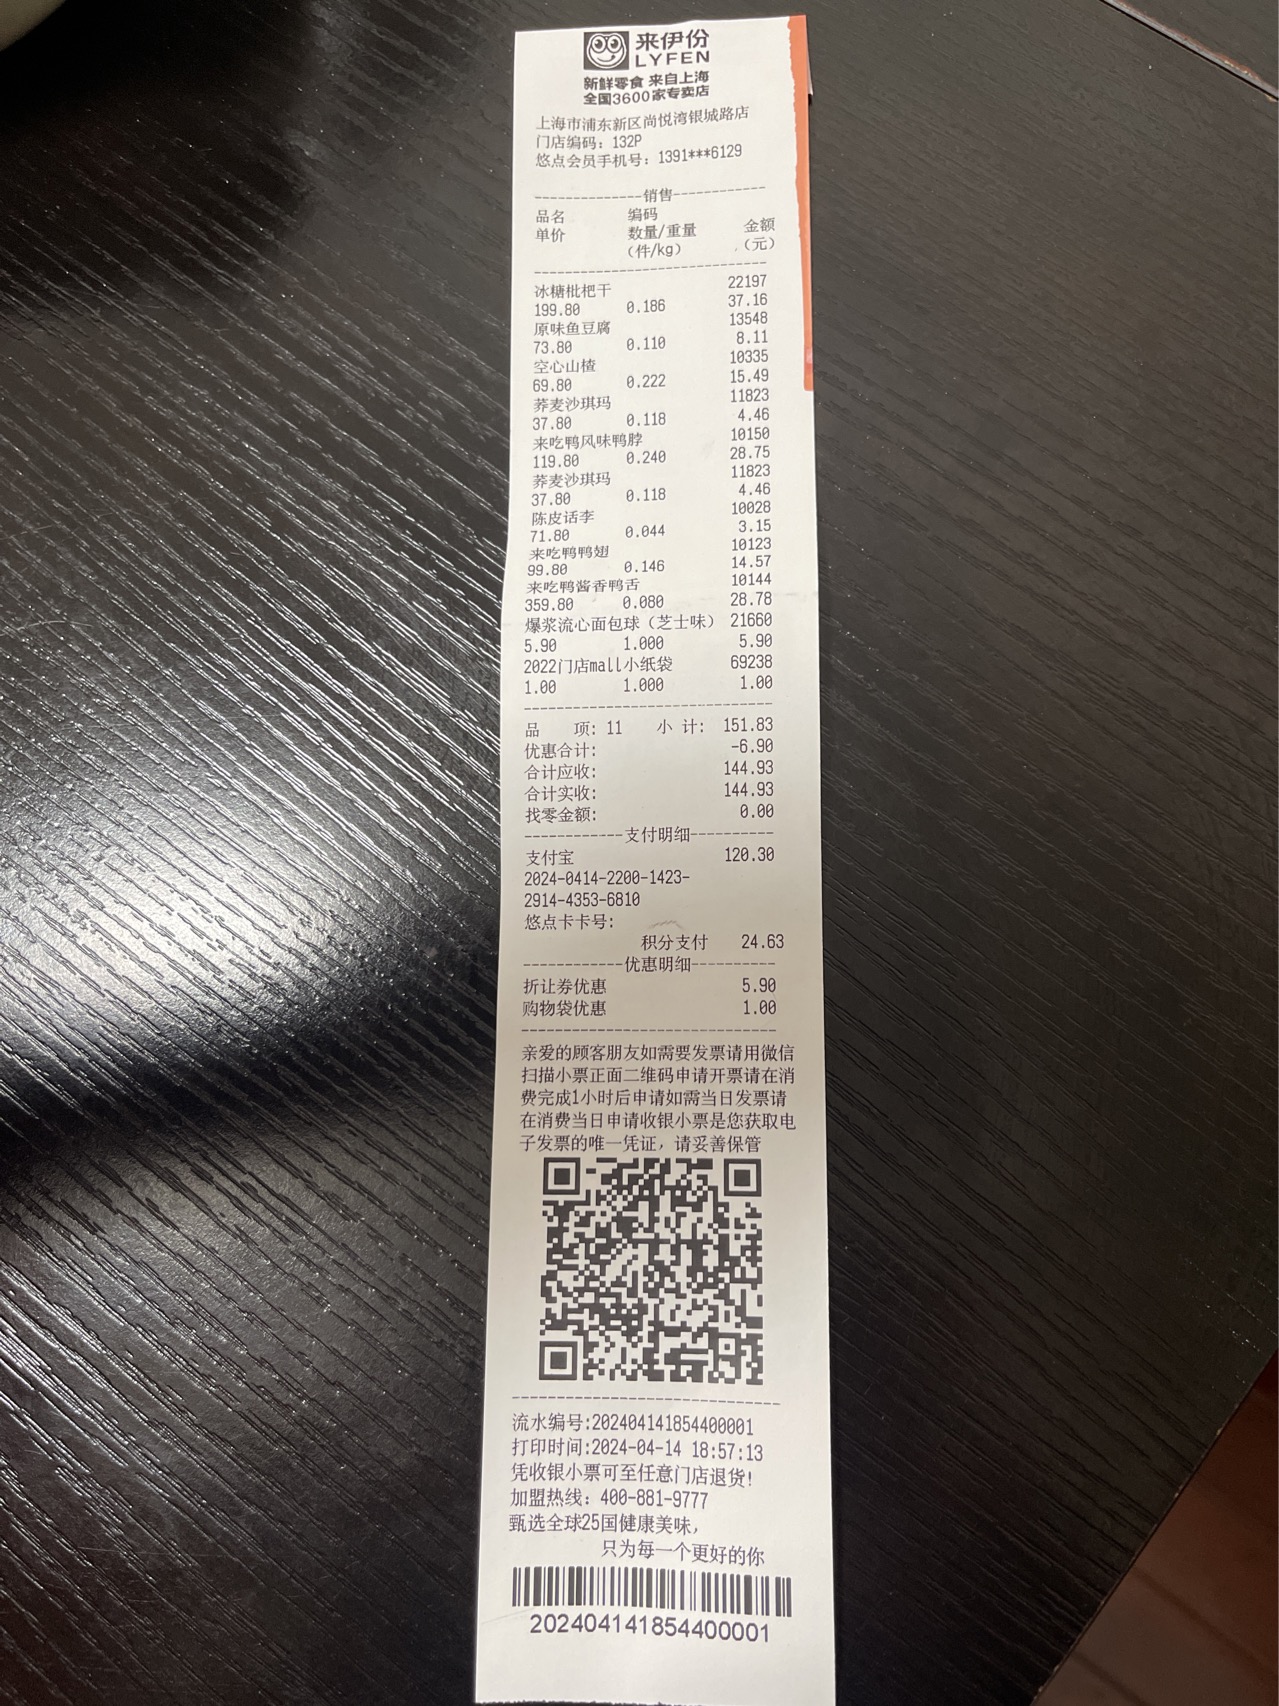 来伊份
LYFEN
新鲜零食 来自上海
全国3600家专卖店
上海市浦东新区尚悦湾银城路店
门店编码：132P
悠点会员手机号：1391***6129
--------------销售------------
品名 编码
单价 数量/重量 金额
(件/kg) (元)
冰糖枇杷干 22197
199.80 0.186 37.16
原味鱼豆腐 13548
73.80 0.110 8.11
空心山楂 10335
69.80 0.222 15.49
荞麦沙琪玛 11823
37.80 0.118 4.46
来吃鸭风味鸭脖 10150
119.80 0.240 28.75
荞麦沙琪玛 11823
37.80 0.118 4.46
陈皮话李 10028
71.80 0.044 3.15
来吃鸭鸭翅 10123
99.80 0.146 14.57
来吃鸭酱香鸭舌 10144
359.80 0.080 28.78
爆浆流心面包球（芝士味） 21660
5.90 1.000 5.90
2022门店mall小纸袋 69238
1.00 1.000 1.00
品 项: 11 小 计: 151.83
优惠合计: -6.90
合计应收: 144.93
合计实收: 144.93
找零金额: 0.00
------------支付明细----------
支付宝 120.30
2024-0414-2200-1423-
2914-4353-6810
悠点卡卡号:
积分支付 24.63
------------优惠明细----------
折让券优惠 5.90
购物袋优惠 1.00
亲爱的顾客朋友如需要发票请用微信
扫描小票正面二维码申请开票请在消
费完成1小时后申请如需当日发票请
在消费当日申请收银小票是您获取电
子发票的唯一凭证，请妥善保管
流水编号:202404141854400001
打印时间:2024-04-14 18:57:13
凭收银小票可至任意门店退货!
加盟热线：400-881-9777
甄选全球25国健康美味，
只为每一个更好的你
202404141854400001